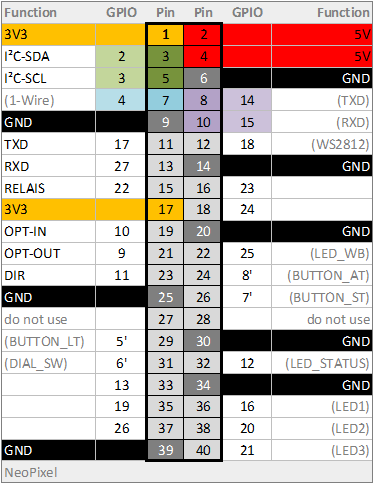 Function GPIO Pin Pin GPIO Function
3V3 1 2 5V
I²C-SDA 2 3 4 5V
I²C-SCL 3 5 6 GND
(1-Wire) 4 7 8 14 (TXD)
GND 9 10 15 (RXD)
TXD 17 11 12 18 (WS2812)
RXD 27 13 14 GND
RELAIS 22 15 16 23
3V3 17 18 24
OPT-IN 10 19 20 GND
OPT-OUT 9 21 22 25 (LED_WB)
DIR 11 23 24 8' (BUTTON_AT)
GND 25 26 7' (BUTTON_ST)
do not use 27 28 do not use
(BUTTON_LT) 5' 29 30 GND
(DIAL_SW) 6' 31 32 12 (LED_STATUS)
13 33 34 GND
19 35 36 16 (LED1)
26 37 38 20 (LED2)
GND 39 40 21 (LED3)
NeoPixel